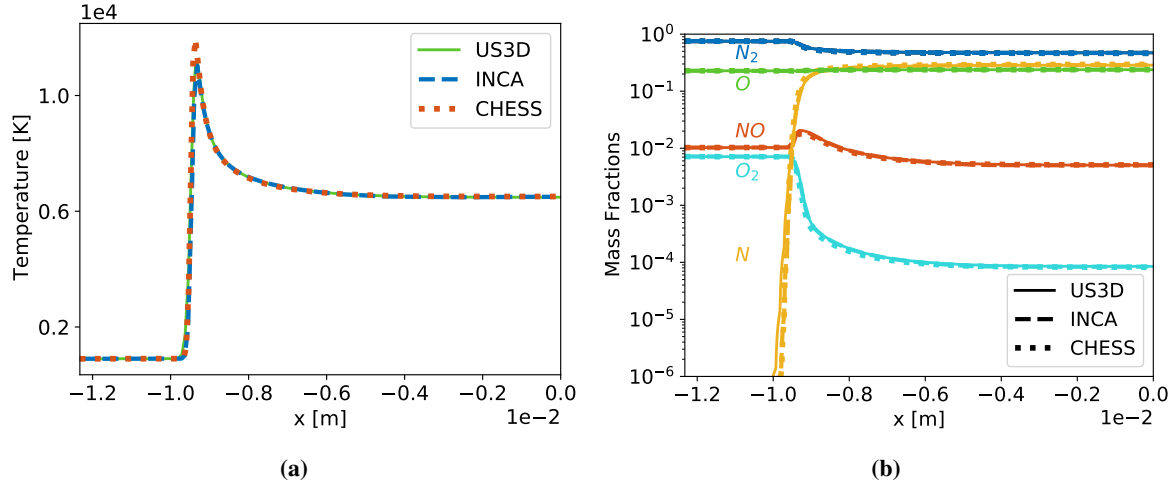 1e4
1.0
0.6
0.2
Temperature [K]
US3D
INCA
CHESS
−1.2 −1.0 −0.8 −0.6 −0.4 −0.2 0.0
x [m]
1e−2
(a)
10⁰
10⁻¹
10⁻²
10⁻³
10⁻⁴
10⁻⁵
10⁻⁶
Mass Fractions
N₂
O
NO
O₂
N
US3D
INCA
CHESS
−1.2 −1.0 −0.8 −0.6 −0.4 −0.2 0.0
x [m]
1e−2
(b)